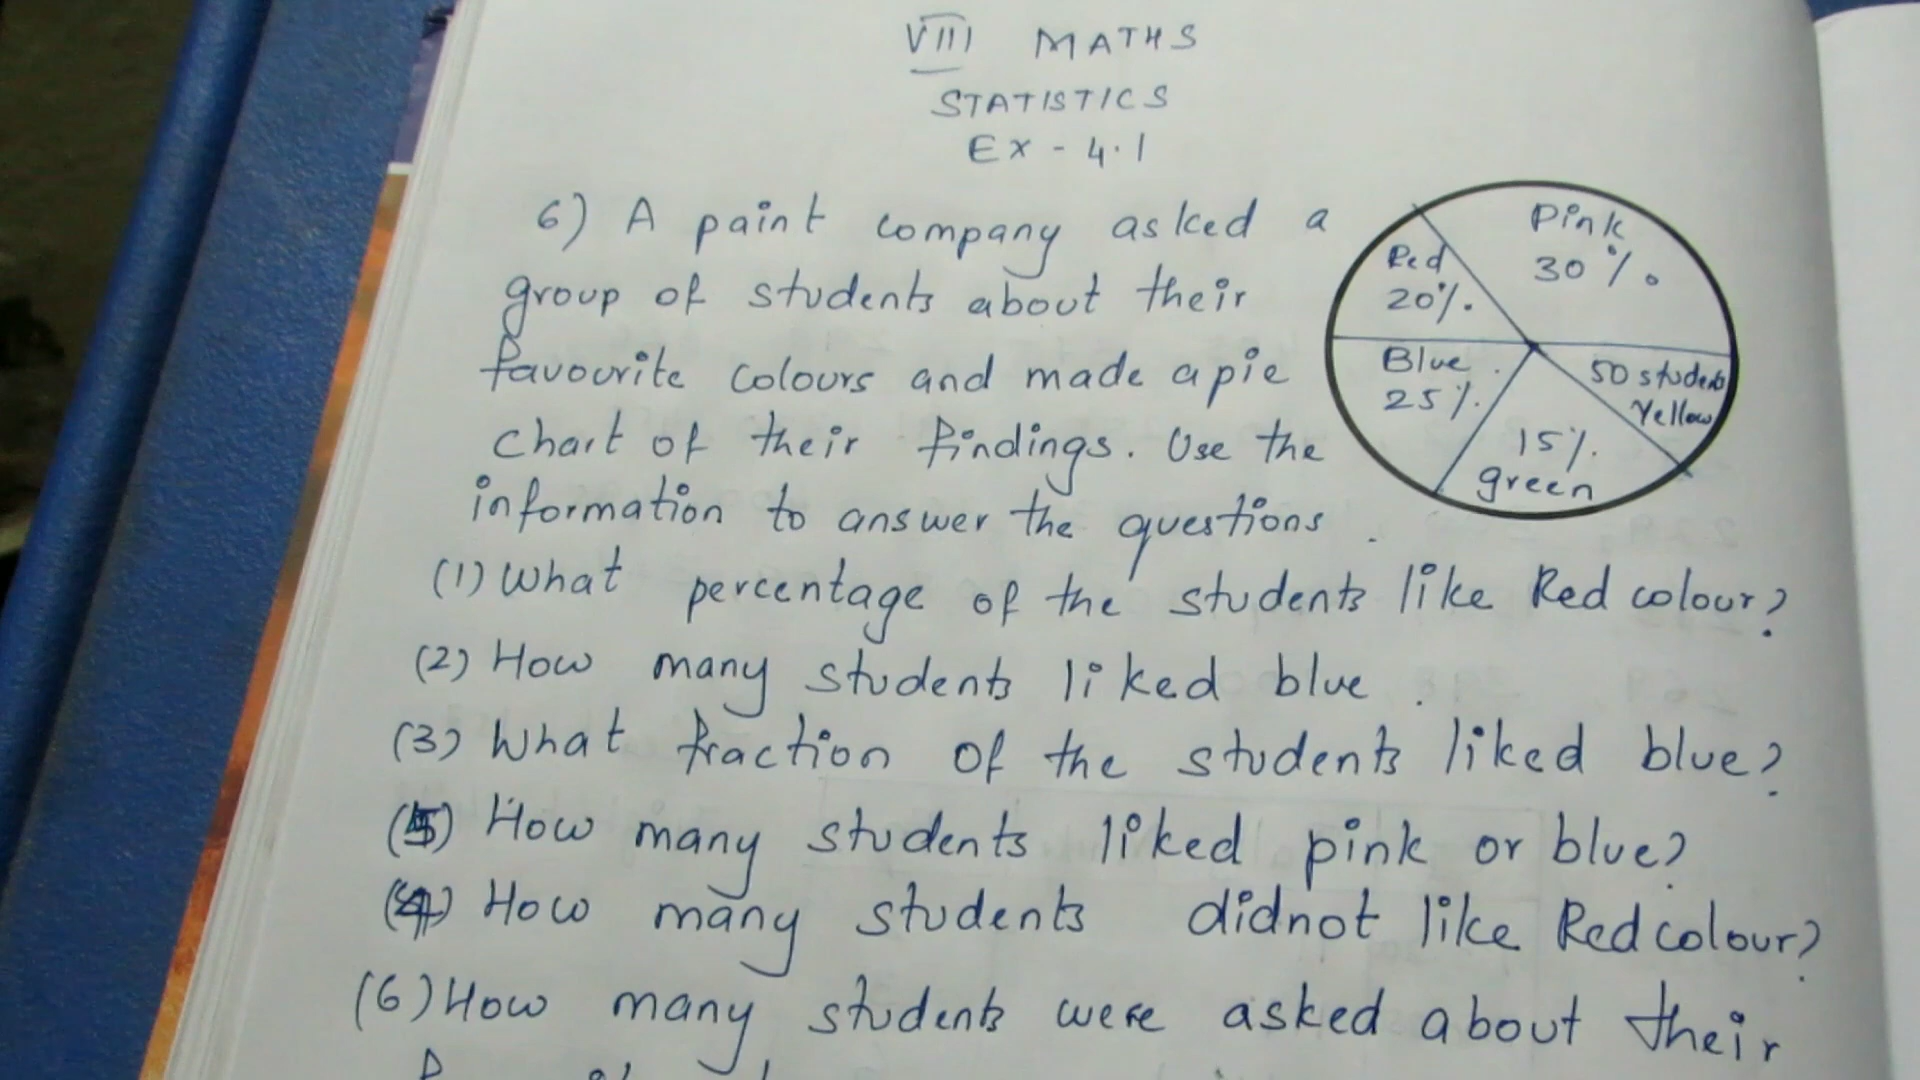 VIII MATHS
STATISTICS
Ex - 4.1
6) A paint company asked a
group of students about their
favourite colours and made a pie
chart of their findings. Use the
information to answer the questions.
Pink
30%.
Red
20%.
Blue.
25%.
50 students
Yellow
15%.
green
(1) What percentage of the students like Red colour?
(2) How many students liked blue.
(3) What fraction of the students liked blue?
(5) How many students liked pink or blue?
(4) How many students didnot like Red colour?
(6) How many students were asked about their